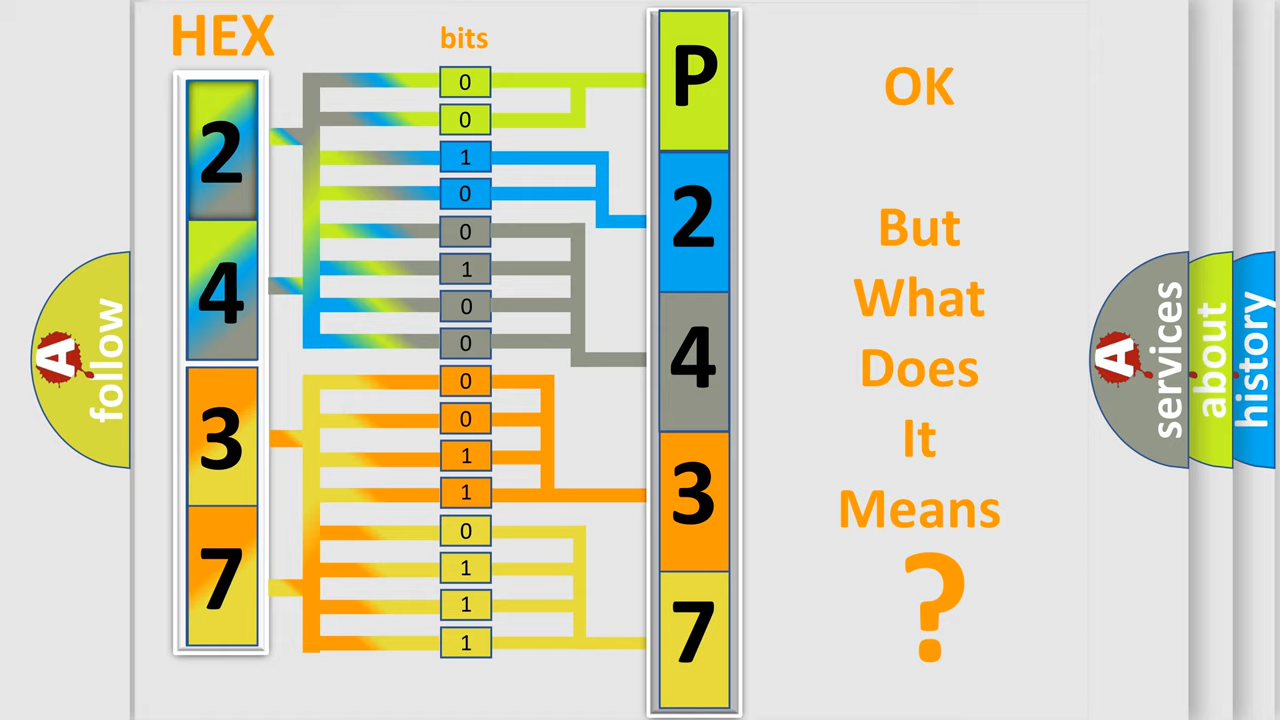 HEX
bits
2
4
3
7
0
0
1
0
0
1
0
0
0
0
1
1
0
1
1
1
P
2
4
3
7
OK
But
What
Does
It
Means
?
A
follow
A
services
about
history